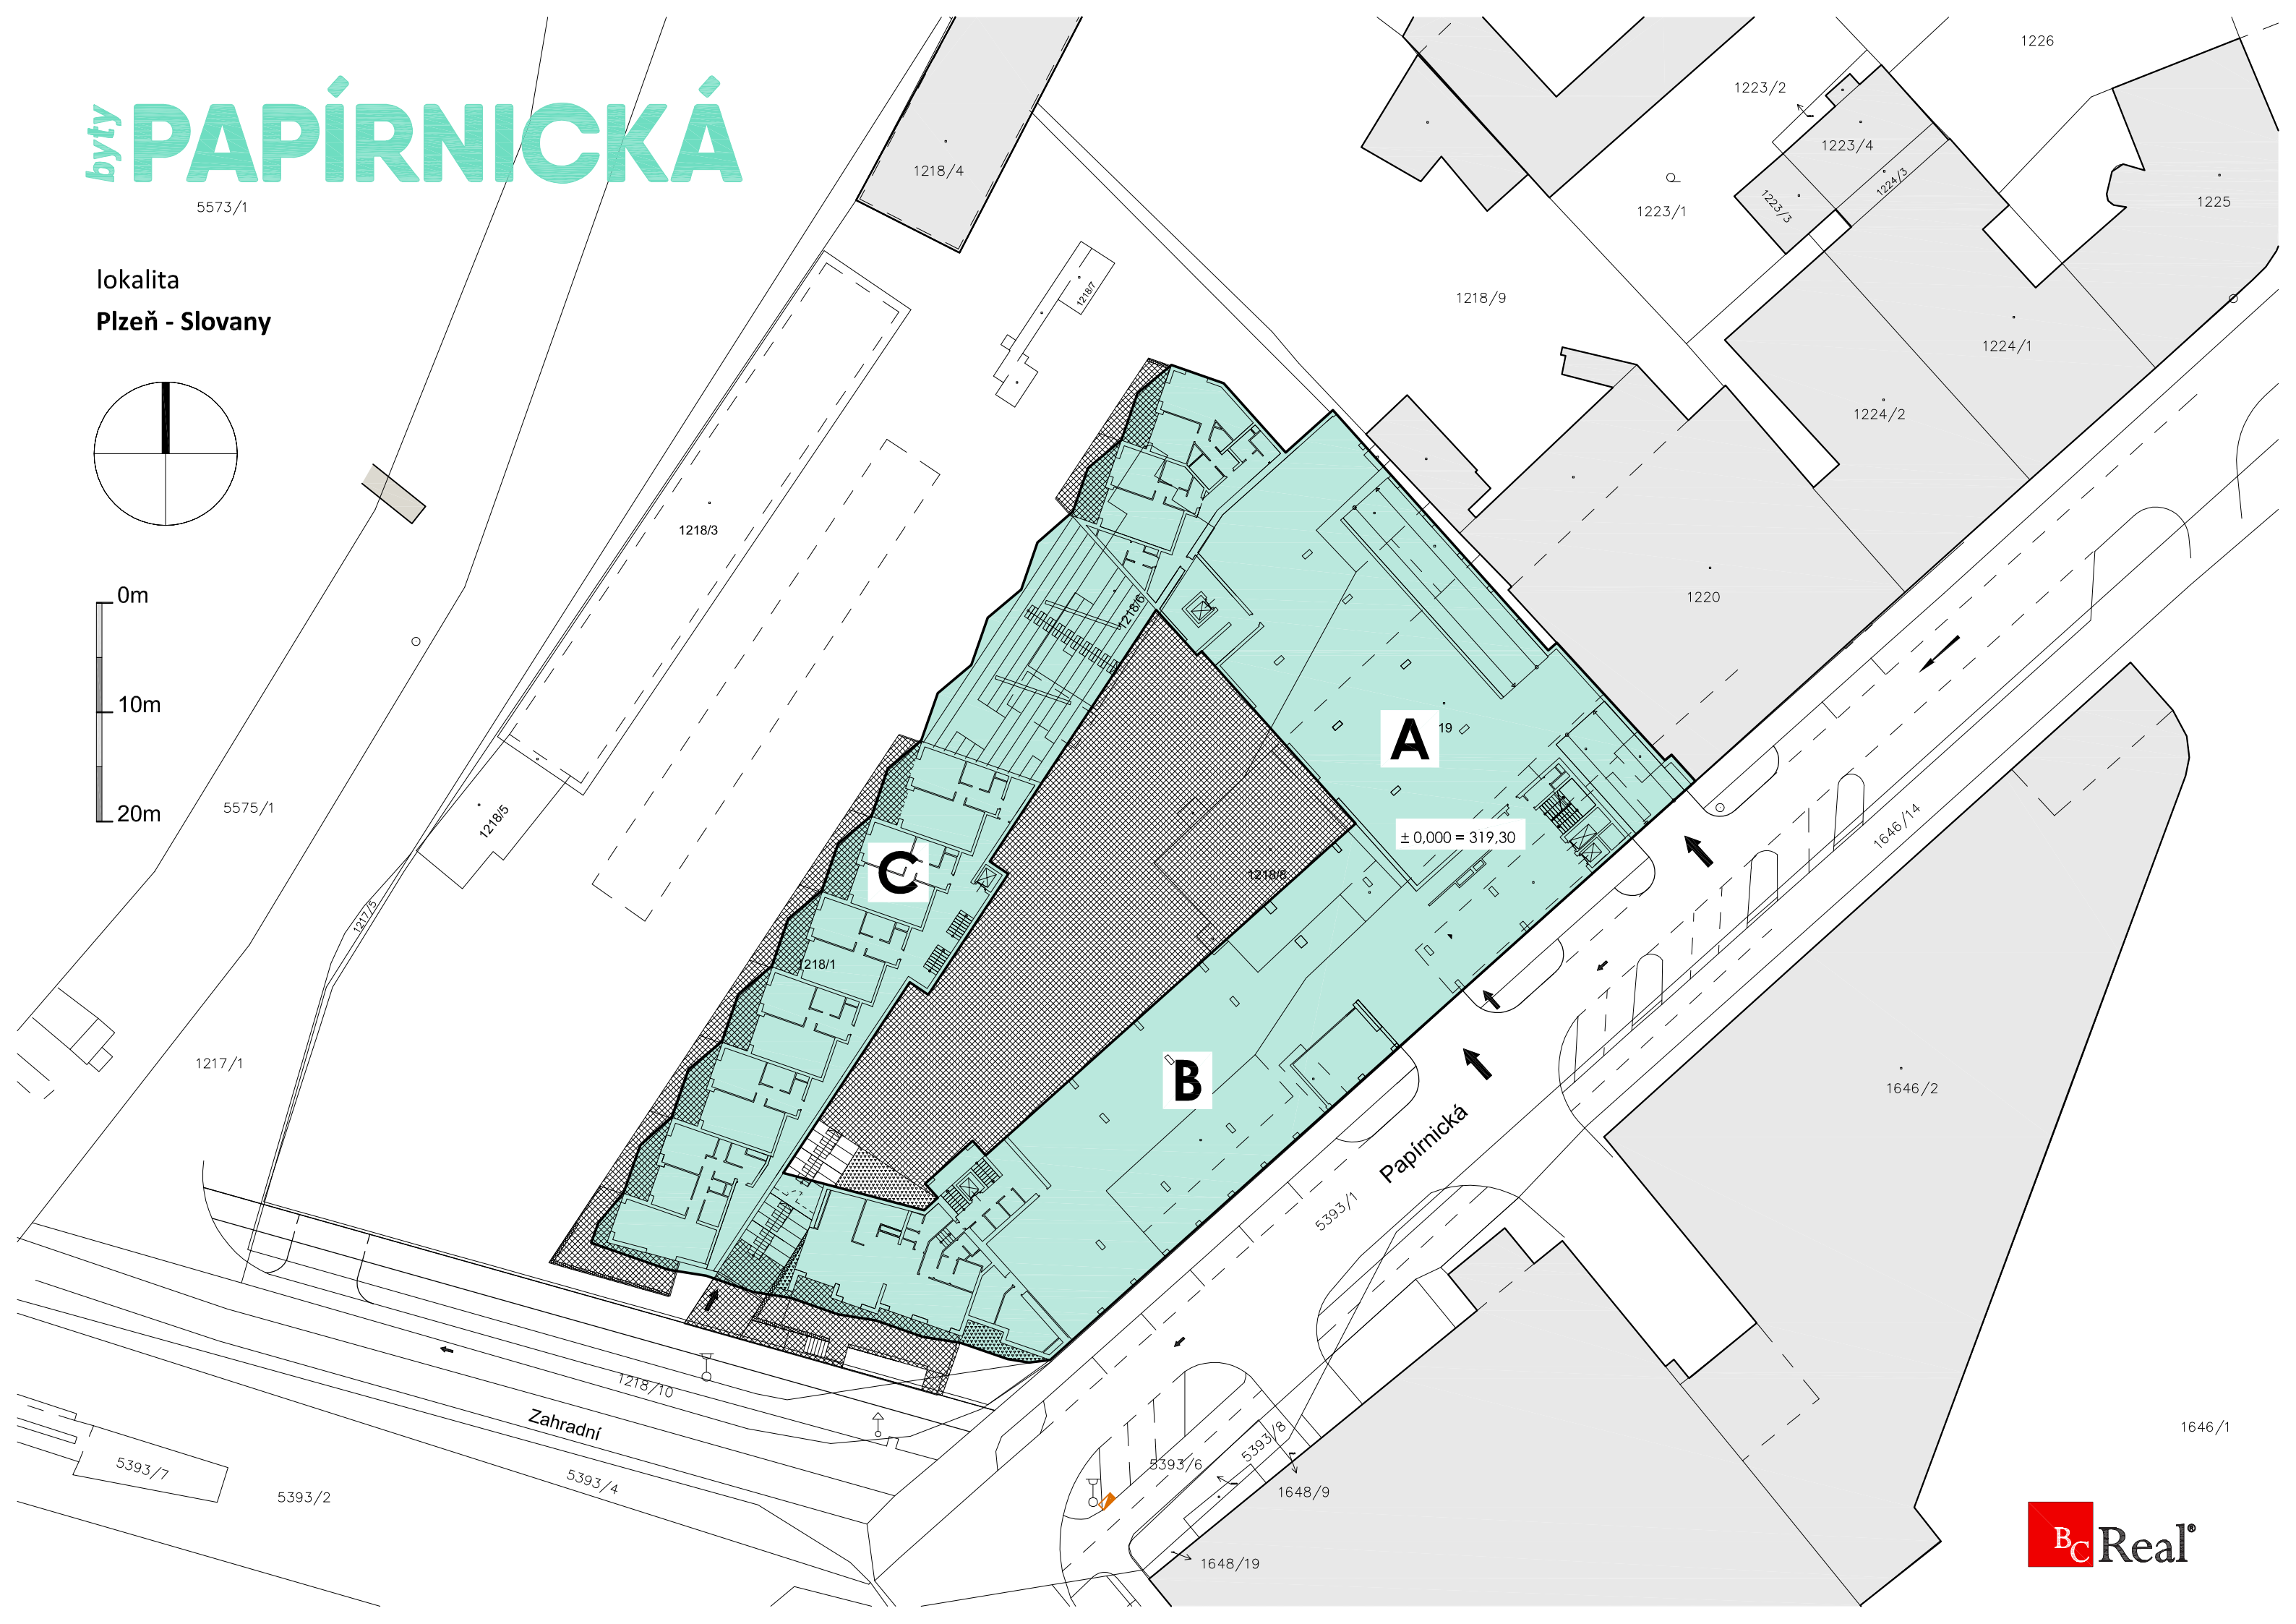 byty PAPÍRNICKÁ
5573/1
lokalita
Plzeň - Slovany
0m
10m
20m
1218/4
1218/7
1218/3
1218/5
1217/5
5575/1
1217/1
1226
1223/2
1223/4
1224/3
1223/3
1223/1
1225
1218/9
1224/1
1224/2
1220
1218/6
A
19
± 0,000 = 319,30
1218/8
C
1218/1
B
1646/14
1646/2
Papírnická
5393/1
1218/10
Zahradní
5393/4
5393/7
5393/2
5393/6
5393/8
1648/9
1648/19
1646/1
BC Real®